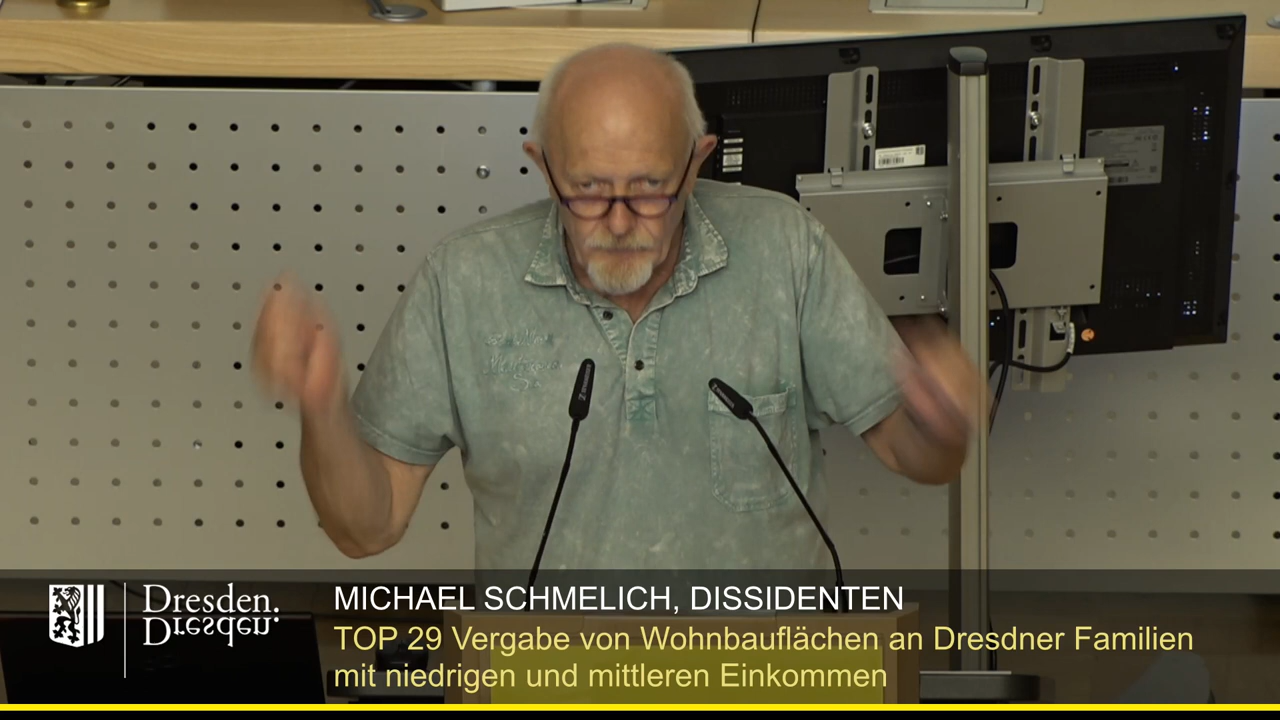 MICHAEL SCHMELICH, DISSIDENTEN
Dresden.
Dresden.
TOP 29 Vergabe von Wohnbauflächen an Dresdner Familien
mit niedrigen und mittleren Einkommen